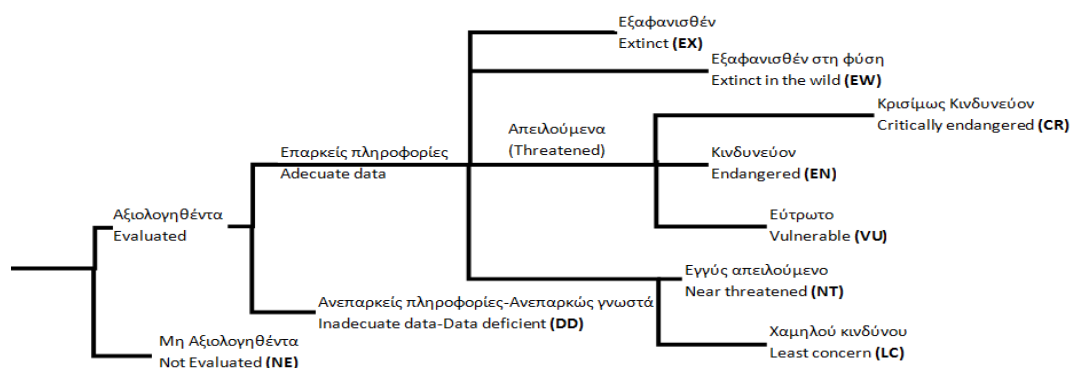 Εξαφανισθέν
Extinct (EX)
Εξαφανισθέν στη φύση
Extinct in the wild (EW)
Κρισίμως Κινδυνεύον
Critically endangered (CR)
Απειλούμενα
(Threatened)
Επαρκείς πληροφορίες
Adecuate data
Κινδυνεύον
Endangered (EN)
Αξιολογηθέντα
Evaluated
Εύτρωτο
Vulnerable (VU)
Εγγύς απειλούμενο
Near threatened (NT)
Ανεπαρκείς πληροφορίες-Ανεπαρκώς γνωστά
Inadecuate data-Data deficient (DD)
Χαμηλού κινδύνου
Least concern (LC)
Μη Αξιολογηθέντα
Not Evaluated (NE)